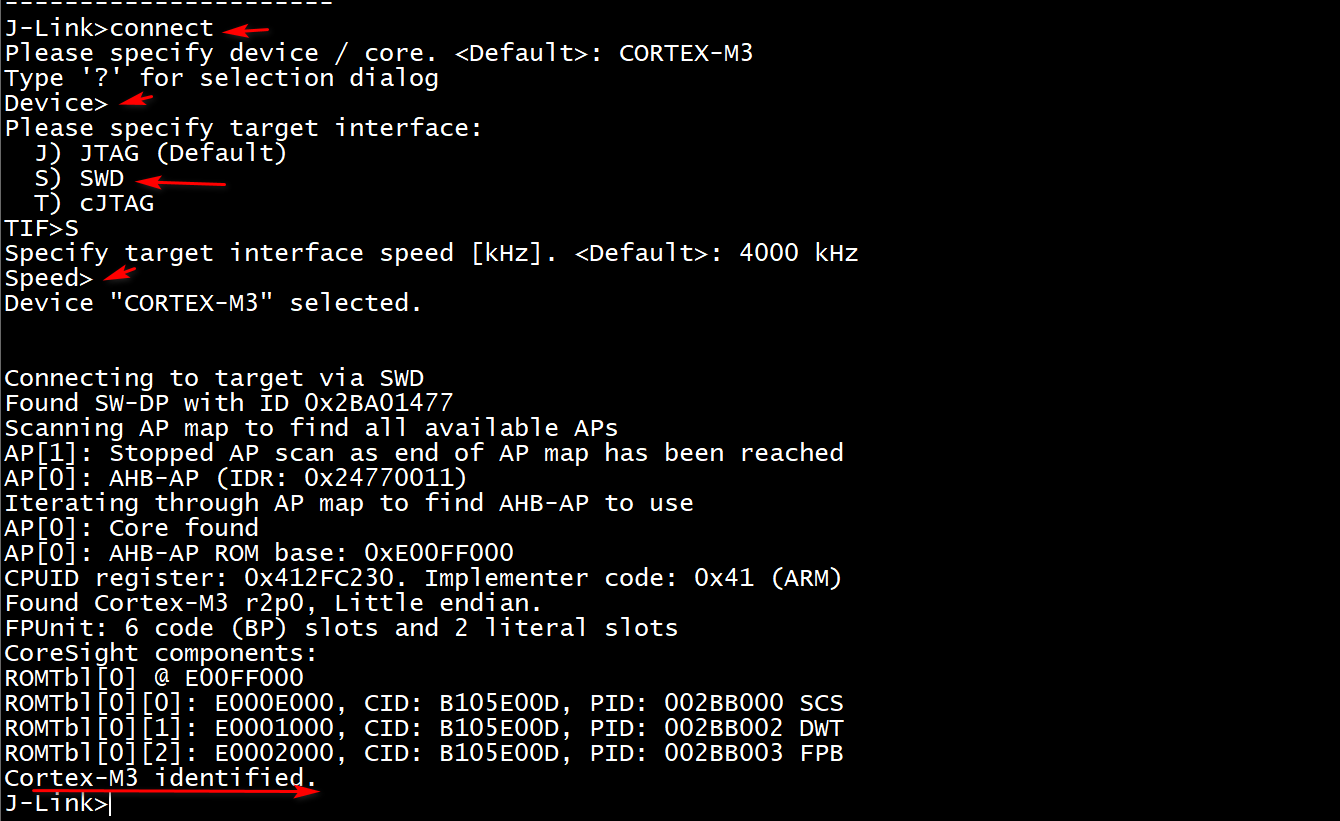 ----------------------
J-Link>connect
Please specify device / core. <Default>: CORTEX-M3
Type '?' for selection dialog
Device>
Please specify target interface:
  J) JTAG (Default)
  S) SWD
  T) cJTAG
TIF>S
Specify target interface speed [kHz]. <Default>: 4000 kHz
Speed>
Device "CORTEX-M3" selected.
Connecting to target via SWD
Found SW-DP with ID 0x2BA01477
Scanning AP map to find all available APs
AP[1]: Stopped AP scan as end of AP map has been reached
AP[0]: AHB-AP (IDR: 0x24770011)
Iterating through AP map to find AHB-AP to use
AP[0]: Core found
AP[0]: AHB-AP ROM base: 0xE00FF000
CPUID register: 0x412FC230. Implementer code: 0x41 (ARM)
Found Cortex-M3 r2p0, Little endian.
FPUnit: 6 code (BP) slots and 2 literal slots
CoreSight components:
ROMTbl[0] @ E00FF000
ROMTbl[0][0]: E000E000, CID: B105E00D, PID: 002BB000 SCS
ROMTbl[0][1]: E0001000, CID: B105E00D, PID: 002BB002 DWT
ROMTbl[0][2]: E0002000, CID: B105E00D, PID: 002BB003 FPB
Cortex-M3 identified.
J-Link>